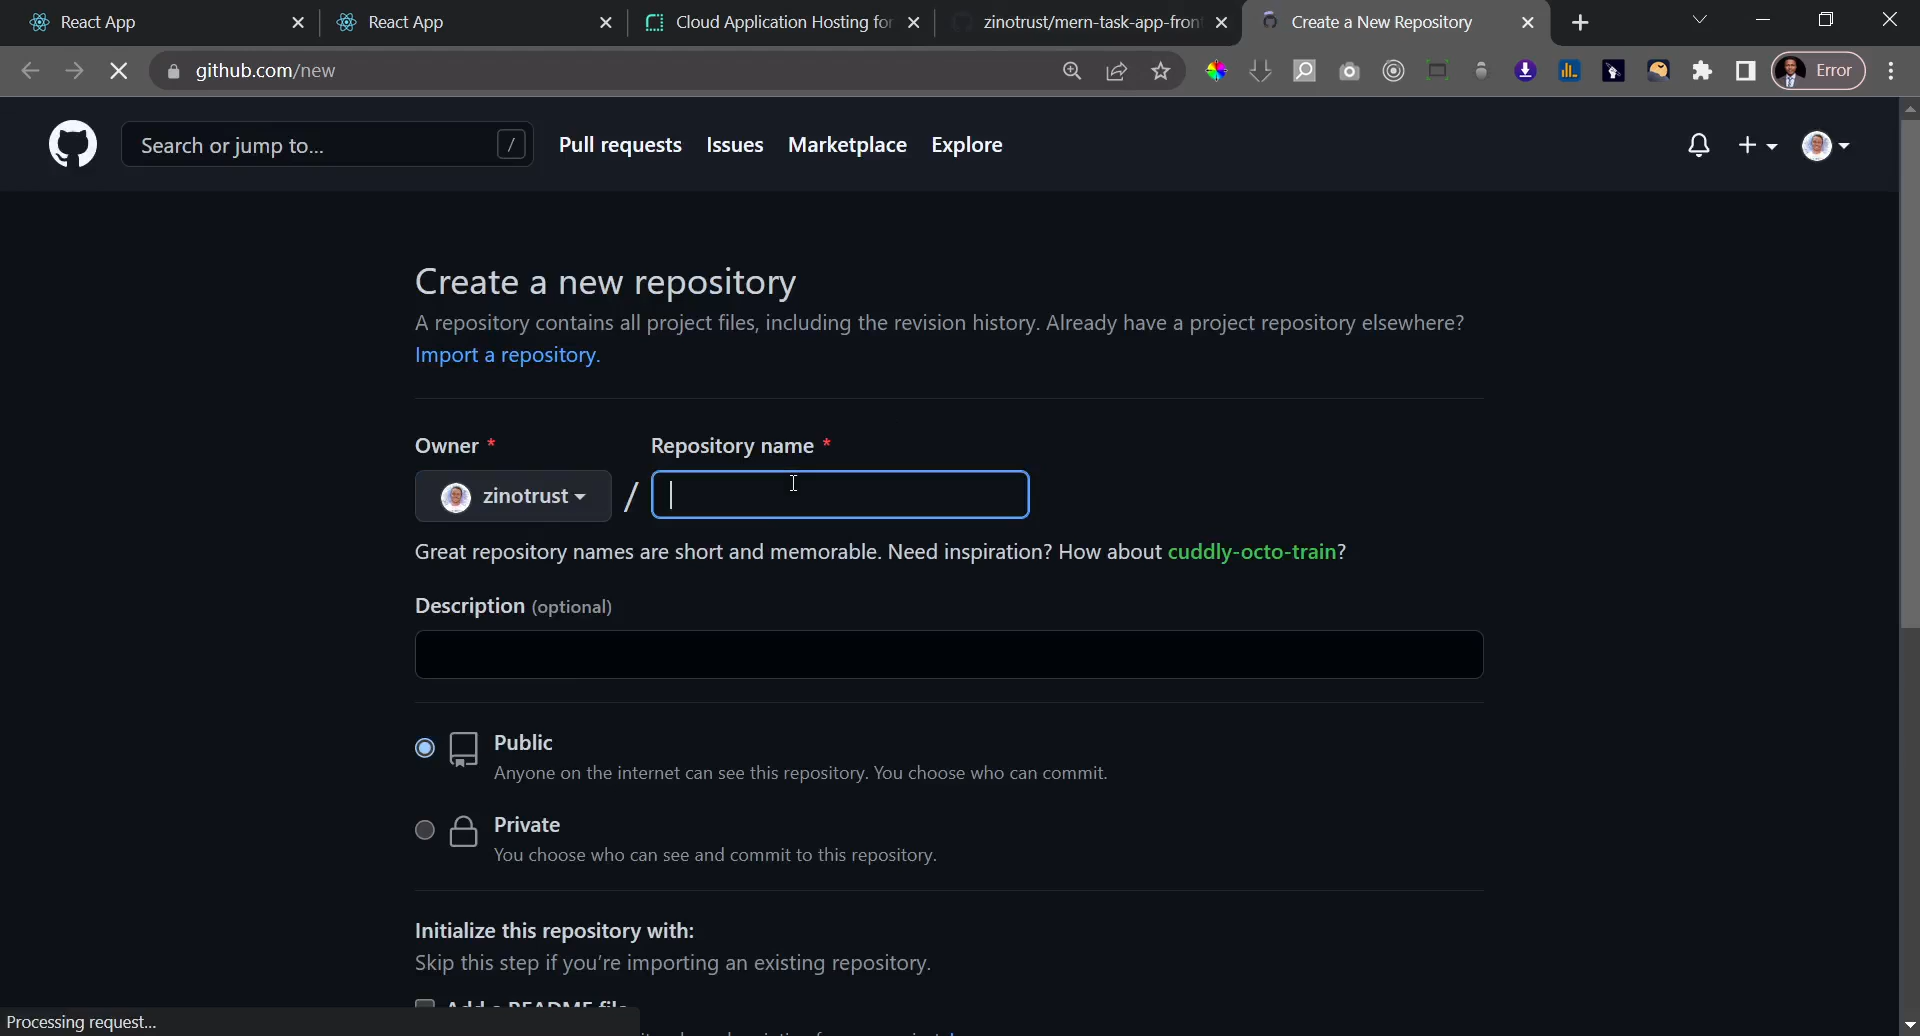 React App
React App
Cloud Application Hosting for
zinotrust/mern-task-app-front
Create a New Repository
github.com/new
Error
Search or jump to...
/
Pull requests
Issues
Marketplace
Explore
Create a new repository
A repository contains all project files, including the revision history. Already have a project repository elsewhere?
Import a repository.
Owner *
Repository name *
zinotrust
/
Great repository names are short and memorable. Need inspiration? How about cuddly-octo-train?
Description (optional)
Public
Anyone on the internet can see this repository. You choose who can commit.
Private
You choose who can see and commit to this repository.
Initialize this repository with:
Skip this step if you're importing an existing repository.
Add a README file
Processing request...